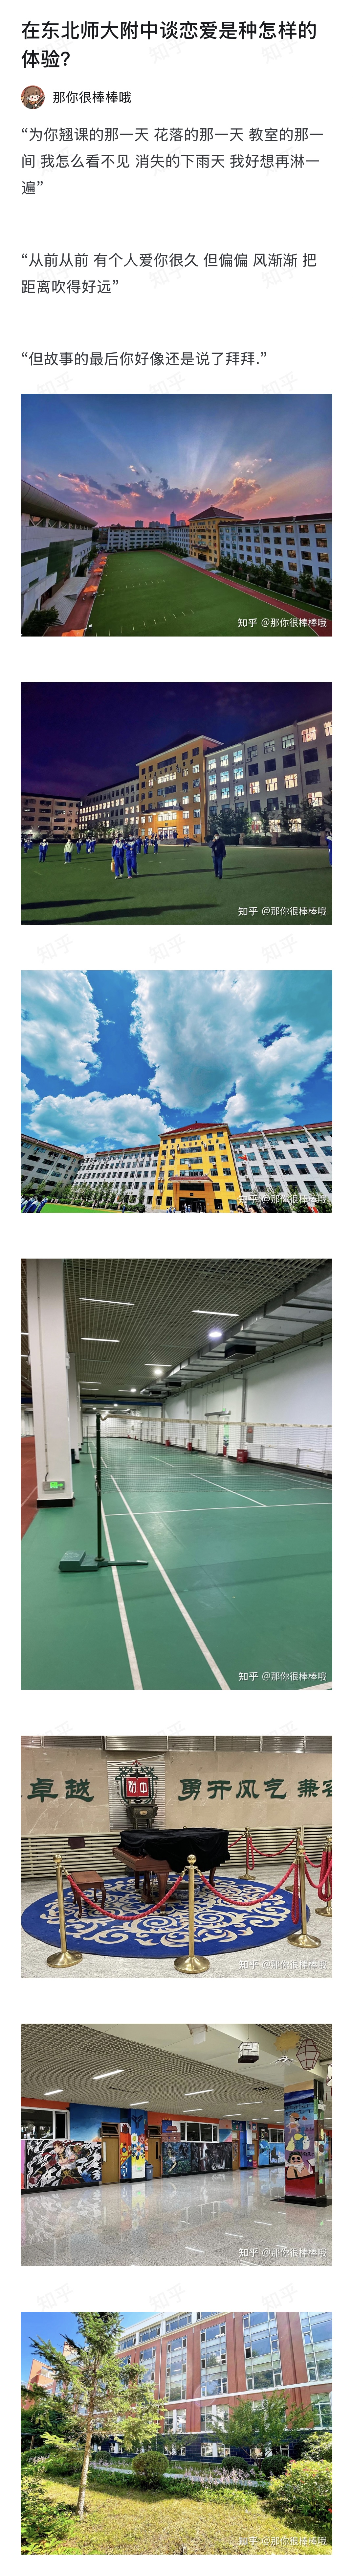 在东北师大附中谈恋爱是种怎样的
体验?
那你很棒棒哦
“为你翘课的那一天 花落的那一天 教室的那一
间 我怎么看不见 消失的下雨天 我好想再淋一
遍”
“从前从前 有个人爱你很久 但偏偏 风渐渐 把
距离吹得好远”
“但故事的最后你好像还是说了拜拜.”
知乎 @那你很棒棒哦
知乎 @那你很棒棒哦
知乎 @那你很棒棒哦
知乎 @那你很棒棒哦
卓越 附中 勇开风气 兼容
知乎 @那你很棒棒哦
知乎 @那你很棒棒哦
知乎 @那你很棒棒哦